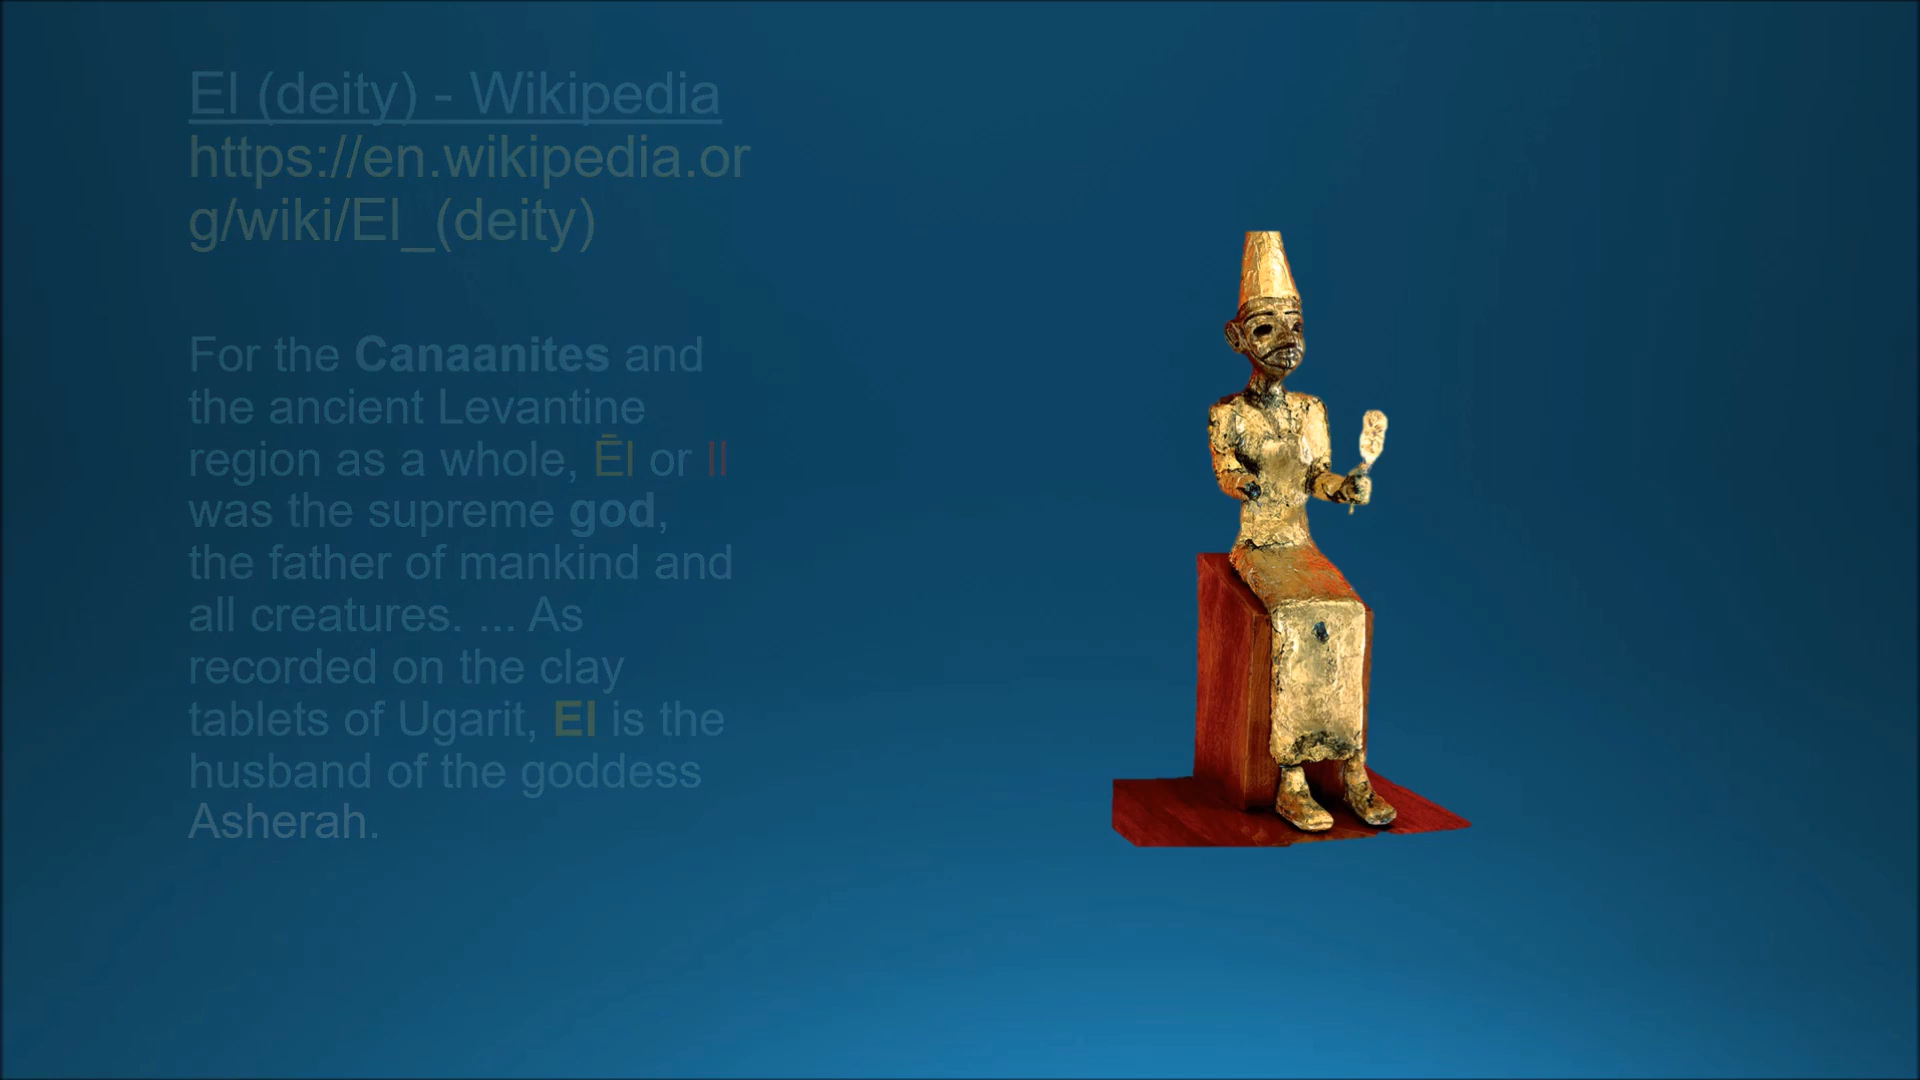 El (deity) - Wikipedia
https://en.wikipedia.or
g/wiki/El_(deity)
For the Canaanites and
the ancient Levantine
region as a whole, Ēl or Il
was the supreme god,
the father of mankind and
all creatures. ... As
recorded on the clay
tablets of Ugarit, El is the
husband of the goddess
Asherah.